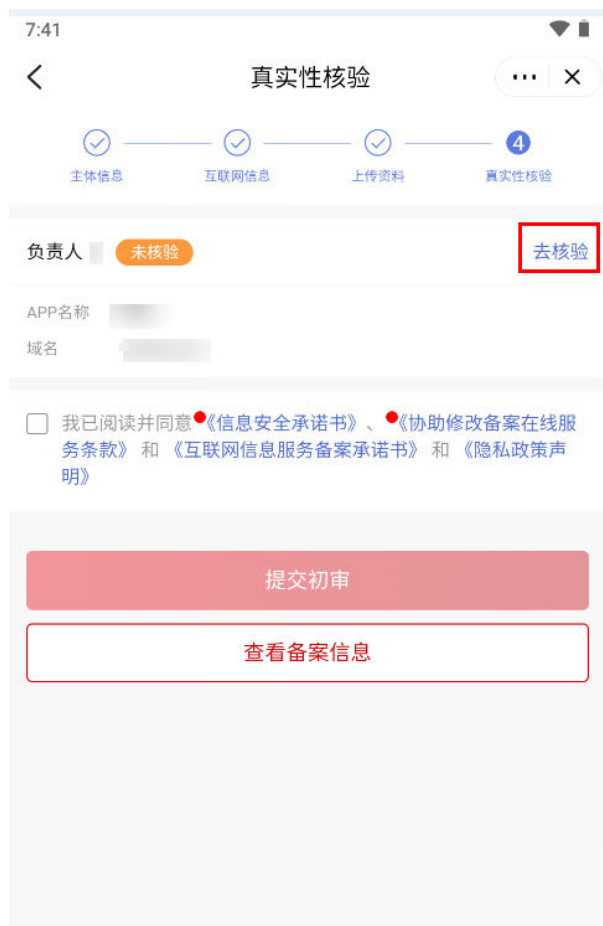 7:41
真实性核验
4
主体信息 互联网信息 上传资料 真实性核验
负责人 未核验 去核验
APP名称
域名
我已阅读并同意《信息安全承诺书》、《协助修改备案在线服
务条款》 和 《互联网信息服务备案承诺书》 和 《隐私政策声
明》
提交初审
查看备案信息